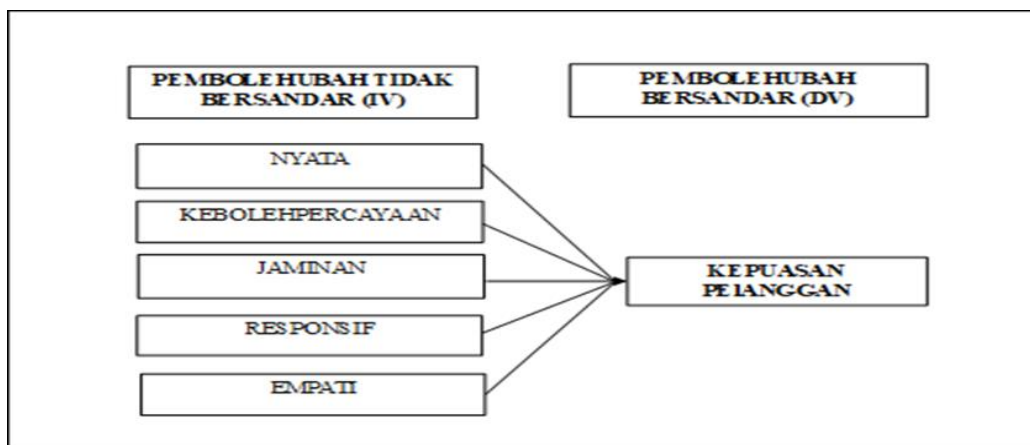 PEMBOLEHUBAH TIDAK
BERSANDAR (IV)
PEMBOLEHUBAH
BERSANDAR (DV)
NYATA
KEBOLEHPERCAYAAN
JAMINAN
RESPONSIF
EMPATI
KEPUASAN
PELANGGAN